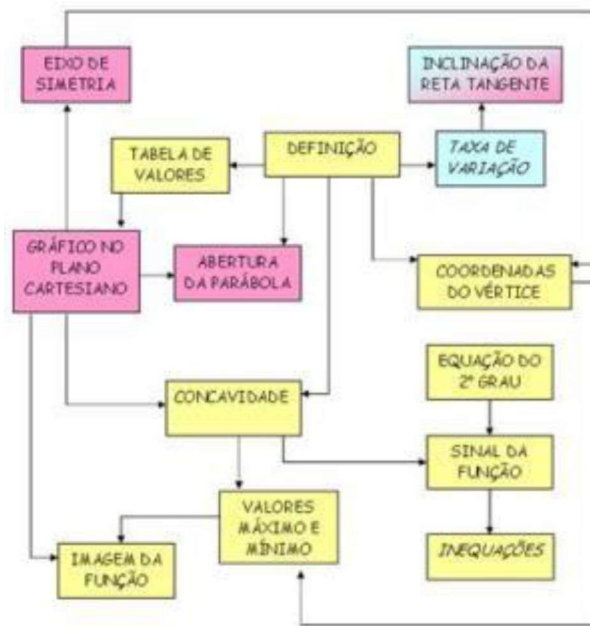 EIXO DE
SIMETRIA
INCLINAÇÃO DA
RETA TANGENTE
TABELA DE
VALORES
DEFINIÇÃO
TAXA DE
VARIAÇÃO
GRÁFICO NO
PLANO
CARTESIANO
ABERTURA
DA PARÁBOLA
COORDENADAS
DO VÉRTICE
CONCAVIDADE
EQUAÇÃO DO
2º GRAU
SINAL DA
FUNÇÃO
VALORES
MÁXIMO E
MÍNIMO
IMAGEM DA
FUNÇÃO
INEQUAÇÕES